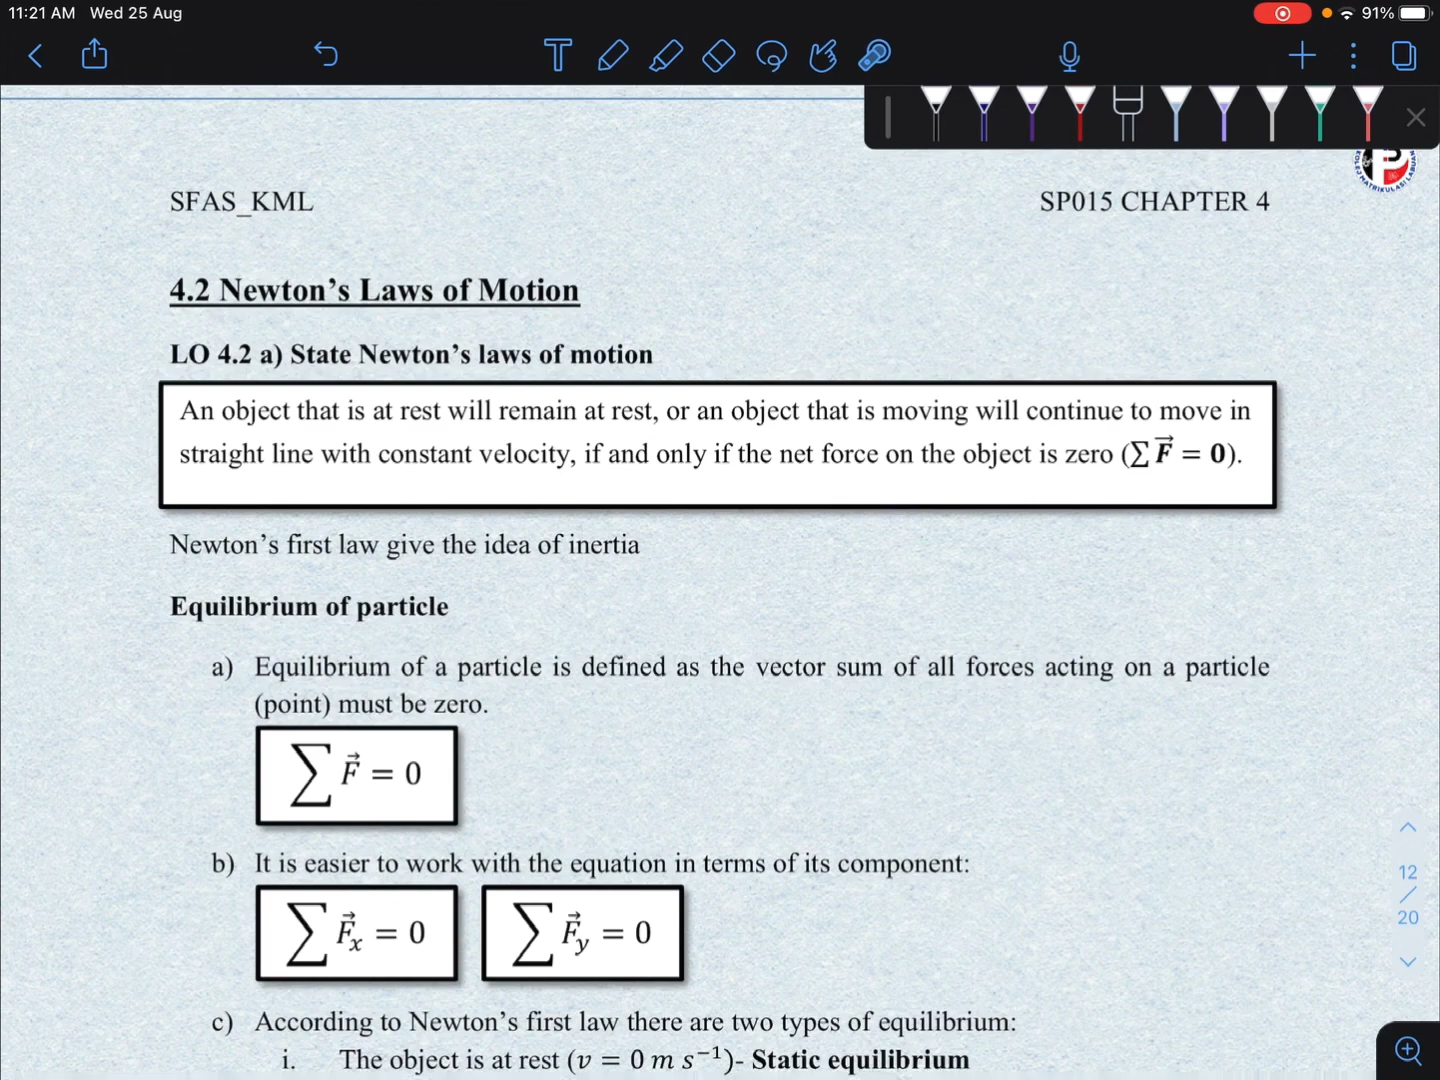 11:21 AM Wed 25 Aug
91%
SFAS_KML
SP015 CHAPTER 4
4.2 Newton’s Laws of Motion
LO 4.2 a) State Newton’s laws of motion
An object that is at rest will remain at rest, or an object that is moving will continue to move in
straight line with constant velocity, if and only if the net force on the object is zero (∑F⃗ = 0).
Newton’s first law give the idea of inertia
Equilibrium of particle
a) Equilibrium of a particle is defined as the vector sum of all forces acting on a particle
(point) must be zero.
∑F⃗ = 0
b) It is easier to work with the equation in terms of its component:
∑F⃗ₓ = 0 ∑F⃗_y = 0
12
/
20
c) According to Newton’s first law there are two types of equilibrium:
i. The object is at rest (v = 0 m s⁻¹)- Static equilibrium